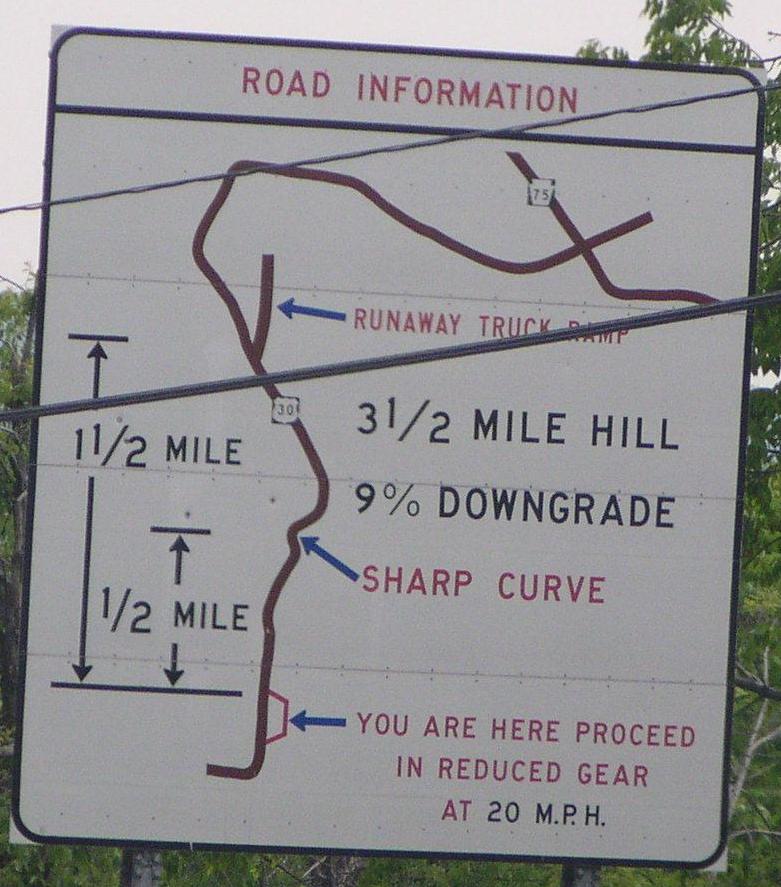 ROAD INFORMATION
75
RUNAWAY TRUCK RAMP
30
3 1/2 MILE HILL
1 1/2 MILE
9% DOWNGRADE
SHARP CURVE
1/2 MILE
YOU ARE HERE PROCEED
IN REDUCED GEAR
AT 20 M.P.H.